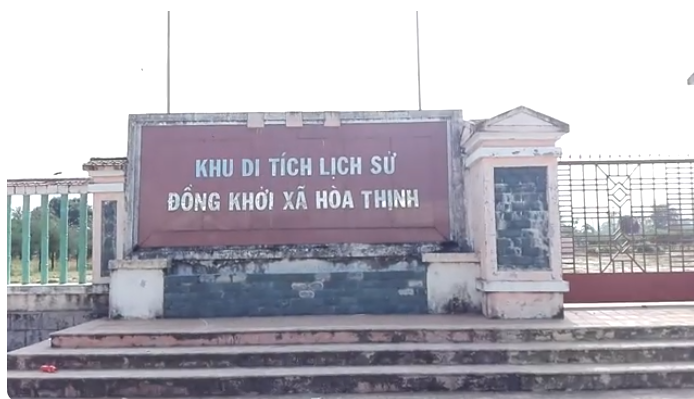 KHU DI TÍCH LỊCH SỬ
ĐỒNG KHỞI XÃ HÒA THỊNH